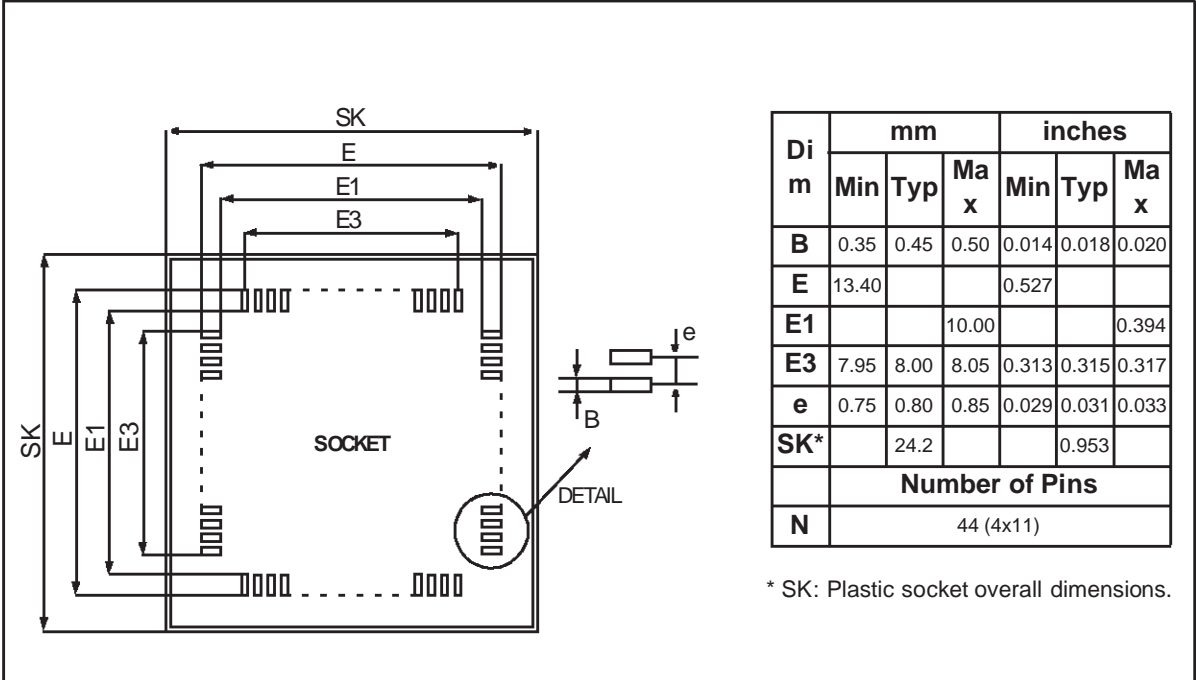 SK
E
E1
E3
SK
E
E1
E3
SOCKET
e
B
DETAIL
Di
m
mm
inches
Min Typ Ma
x
Min Typ Ma
x
B 0.35 0.45 0.50 0.014 0.018 0.020
E 13.40 0.527
E1 10.00 0.394
E3 7.95 8.00 8.05 0.313 0.315 0.317
e 0.75 0.80 0.85 0.029 0.031 0.033
SK* 24.2 0.953
Number of Pins
N 44 (4x11)
* SK: Plastic socket overall dimensions.